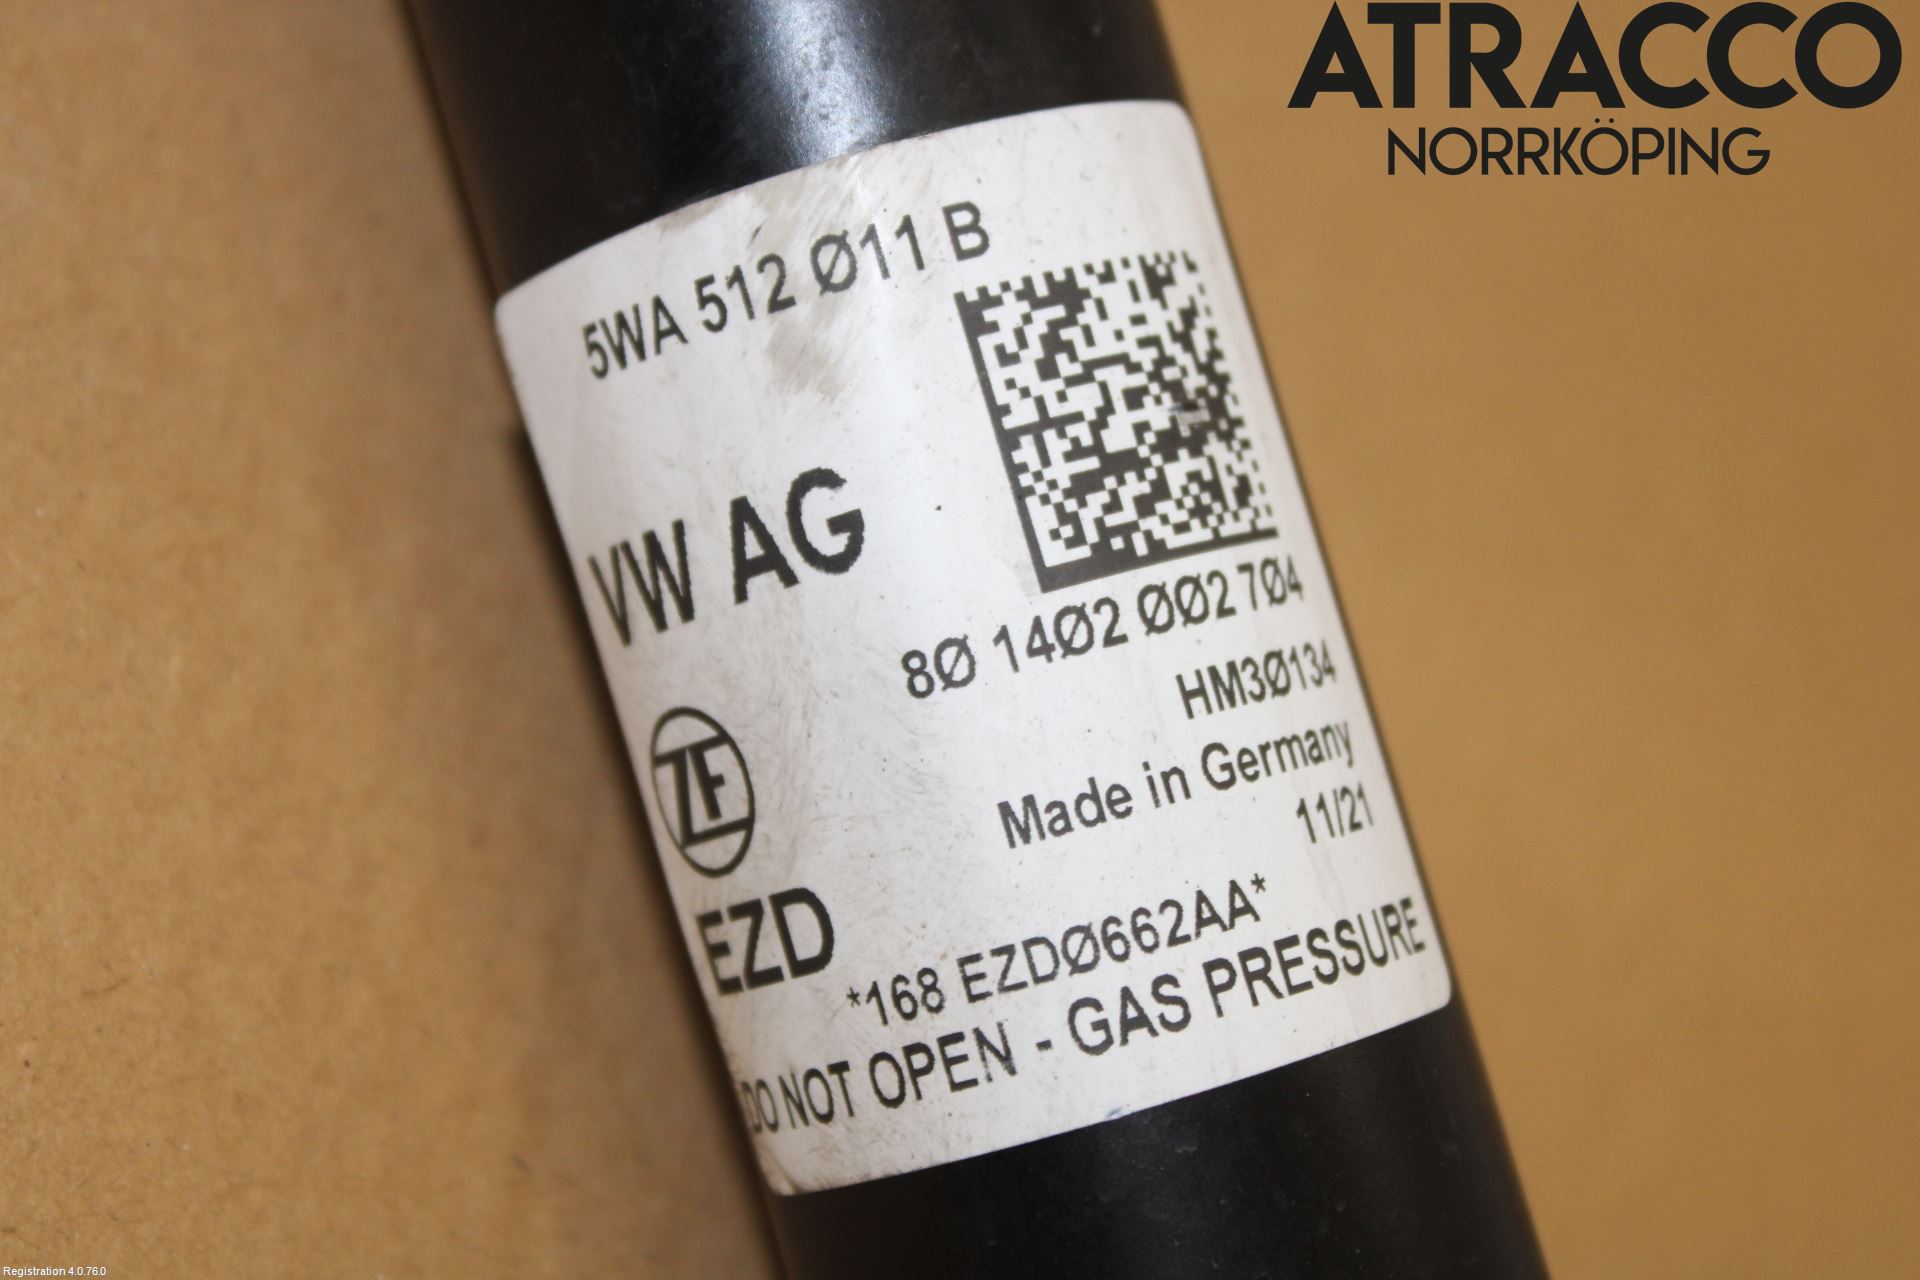 ATRACCO
NORRKÖPING
5WA 512 Ø11 B
VW AG
8Ø 14Ø2 ØØ2 7Ø4
HM3Ø134
Made in Germany
11/21
ZF
EZD
*168 EZDØ662AA*
DO NOT OPEN - GAS PRESSURE
Registration 4.0.76.0